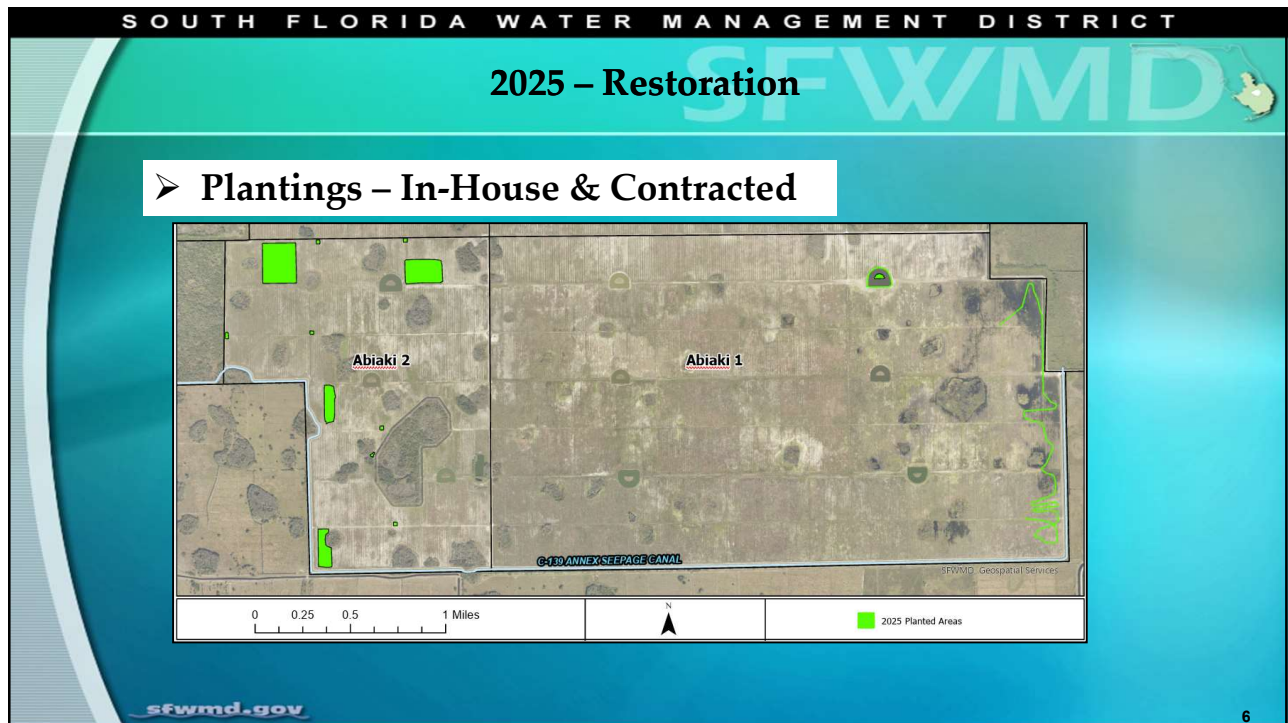 SOUTH FLORIDA WATER MANAGEMENT DISTRICT
SFWMD
2025 – Restoration
➢ Plantings – In-House & Contracted
Abiaki 2
Abiaki 1
C-139 ANNEX SEEPAGE CANAL
SFWMD Geospatial Services
0 0.25 0.5 1 Miles
N
2025 Planted Areas
sfwmd.gov
6